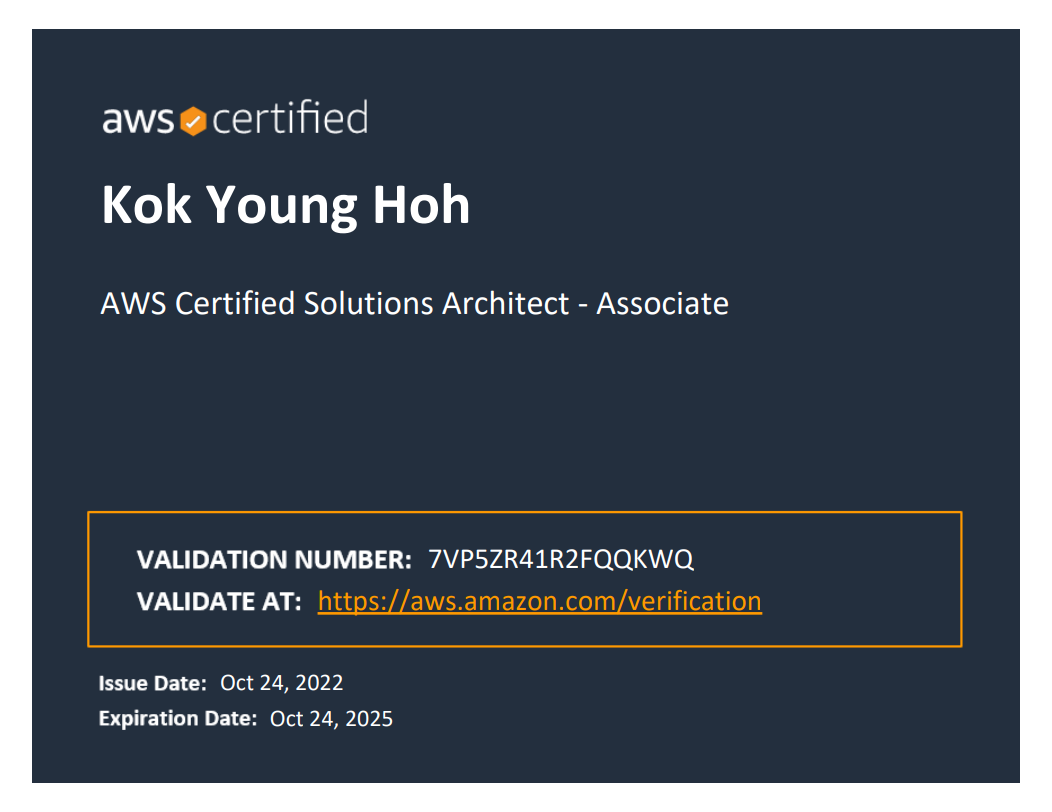 aws certified
Kok Young Hoh
AWS Certified Solutions Architect - Associate
VALIDATION NUMBER: 7VP5ZR41R2FQQKWQ
VALIDATE AT: https://aws.amazon.com/verification
Issue Date: Oct 24, 2022
Expiration Date: Oct 24, 2025